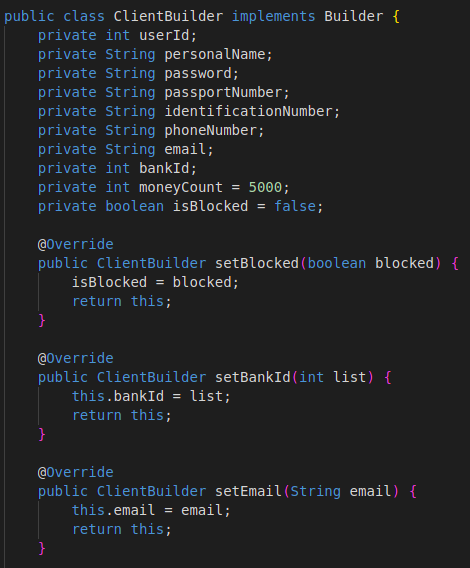 public class ClientBuilder implements Builder {
    private int userId;
    private String personalName;
    private String password;
    private String passportNumber;
    private String identificationNumber;
    private String phoneNumber;
    private String email;
    private int bankId;
    private int moneyCount = 5000;
    private boolean isBlocked = false;

    @Override
    public ClientBuilder setBlocked(boolean blocked) {
        isBlocked = blocked;
        return this;
    }

    @Override
    public ClientBuilder setBankId(int list) {
        this.bankId = list;
        return this;
    }

    @Override
    public ClientBuilder setEmail(String email) {
        this.email = email;
        return this;
    }